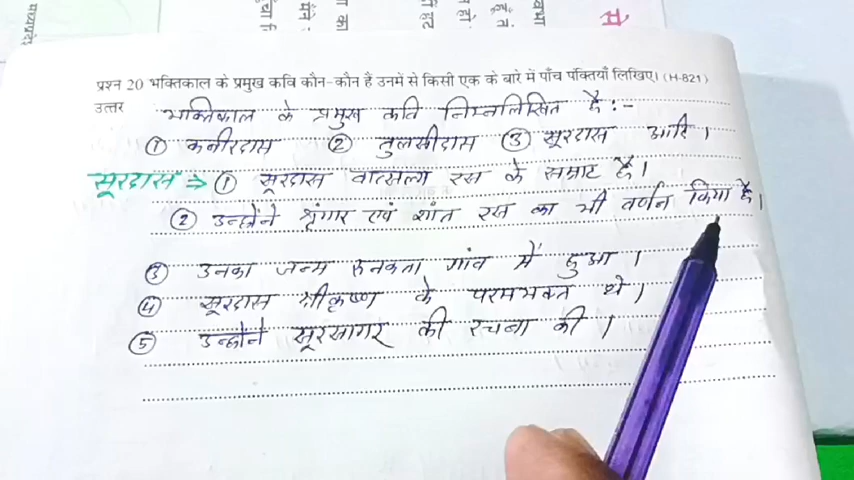 प्रश्न 20 भक्तिकाल के प्रमुख कवि कौन-कौन हैं उनमें से किसी एक के बारे में पाँच पंक्तियाँ लिखिए। (H-821)
उत्तर भक्तिकाल के प्रमुख कवि निम्नलिखित है:-
① कबीरदास ② तुलसीदास ③ सूरदास आदि।
सूरदास ⇒ ① सूरदास वात्सल्य रस के सम्राट है।
② उन्होंने श्रृंगार एवं शांत रस का भी वर्णन किया है।
③ उनका जन्म रुनकता गांव में हुआ।
④ सूरदास श्रीकृष्ण के परमभक्त थे।
⑤ उन्होंने सूरसागर की रचना की।